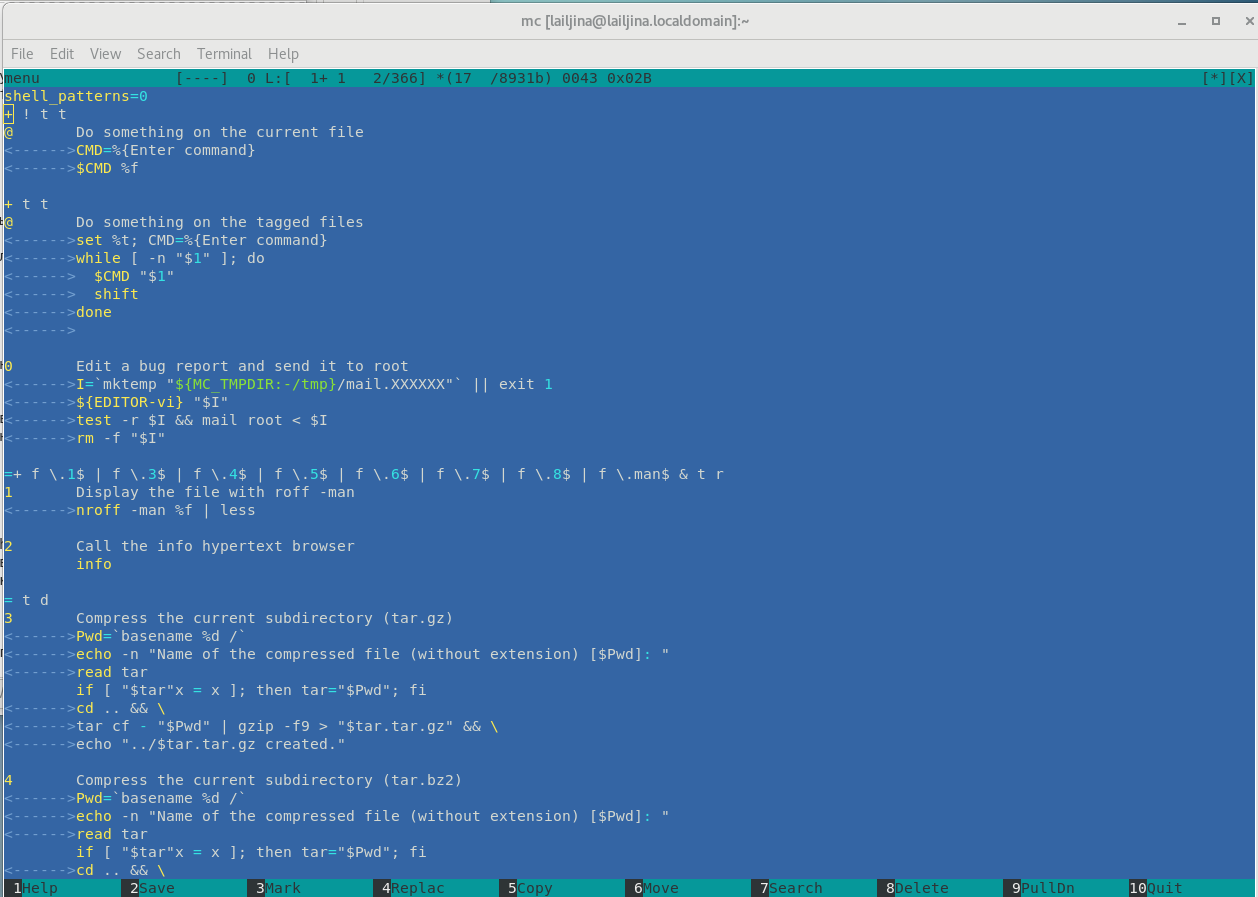 mc [lailjina@lailjina.localdomain]:~
File Edit View Search Terminal Help
menu [----] 0 L:[ 1+ 1 2/366] *(17 /8931b) 0043 0x02B [*][X]
shell_patterns=0
+ ! t t
@ Do something on the current file
<------>CMD=%{Enter command}
<------>$CMD %f
+ t t
@ Do something on the tagged files
<------>set %t; CMD=%{Enter command}
<------>while [ -n "$1" ]; do
<------> $CMD "$1"
<------> shift
<------>done
<------>
0 Edit a bug report and send it to root
<------>I=`mktemp "${MC_TMPDIR:-/tmp}/mail.XXXXXX"` || exit 1
<------>${EDITOR-vi} "$I"
<------>test -r $I && mail root < $I
<------>rm -f "$I"
=+ f \.1$ | f \.3$ | f \.4$ | f \.5$ | f \.6$ | f \.7$ | f \.8$ | f \.man$ & t r
1 Display the file with roff -man
<------>nroff -man %f | less
2 Call the info hypertext browser
info
= t d
3 Compress the current subdirectory (tar.gz)
<------>Pwd=`basename %d /`
<------>echo -n "Name of the compressed file (without extension) [$Pwd]: "
<------>read tar
if [ "$tar"x = x ]; then tar="$Pwd"; fi
<------>cd .. && \
<------>tar cf - "$Pwd" | gzip -f9 > "$tar.tar.gz" && \
<------>echo "../$tar.tar.gz created."
4 Compress the current subdirectory (tar.bz2)
<------>Pwd=`basename %d /`
<------>echo -n "Name of the compressed file (without extension) [$Pwd]: "
<------>read tar
if [ "$tar"x = x ]; then tar="$Pwd"; fi
<------>cd .. && \
1Help 2Save 3Mark 4Replac 5Copy 6Move 7Search 8Delete 9PullDn 10Quit